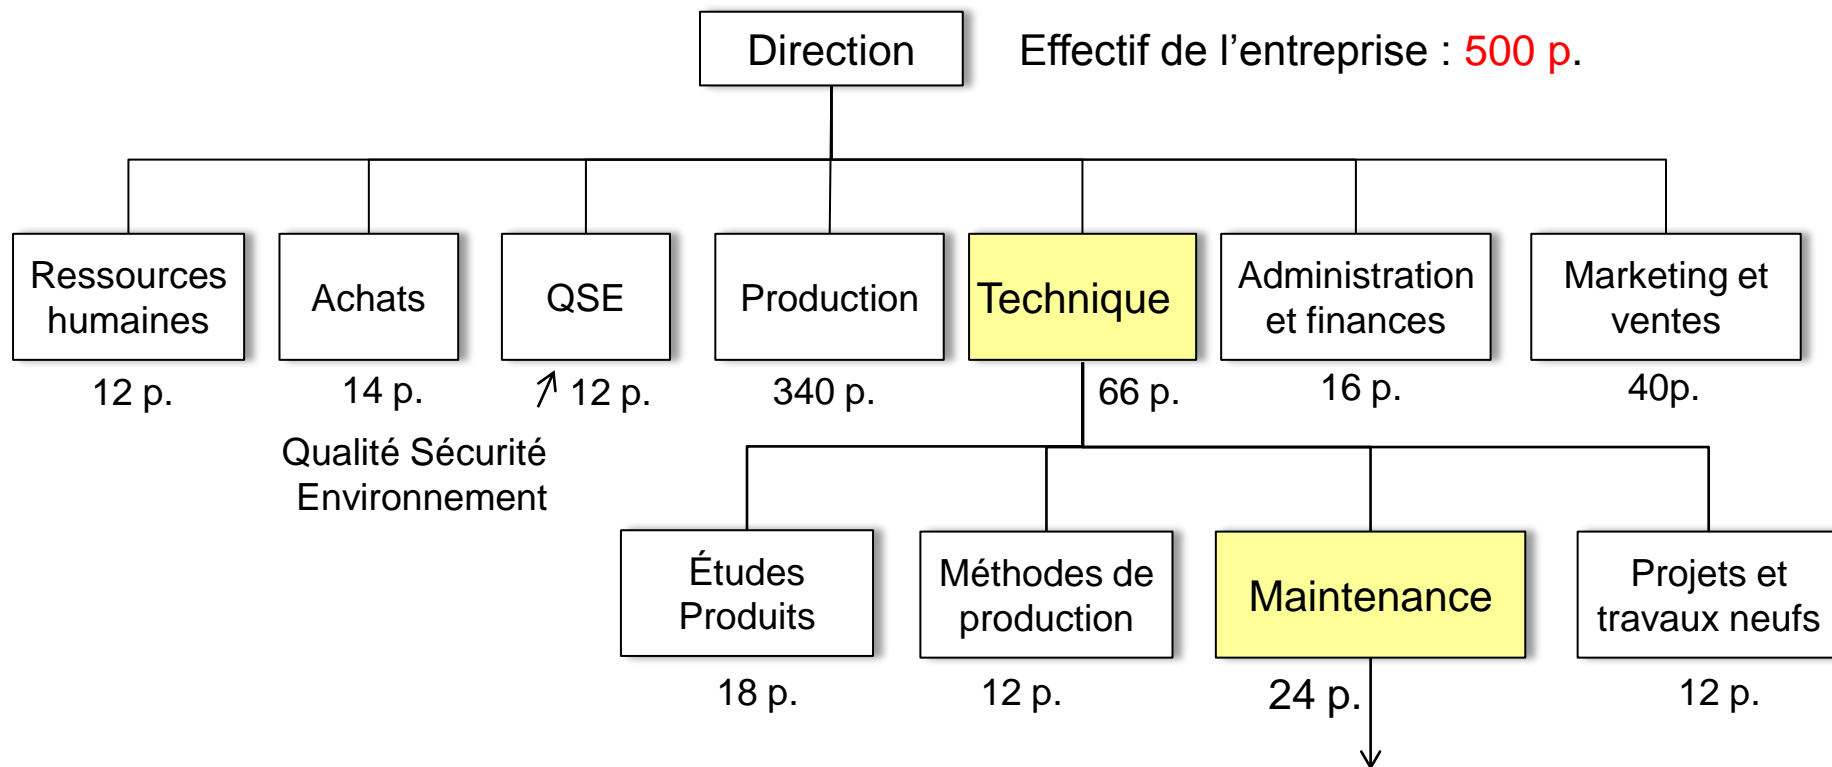 Direction
Effectif de l’entreprise : 500 p.
Ressources
humaines
Achats
QSE
Production
Technique
Administration
et finances
Marketing et
ventes
12 p.
14 p.
12 p.
340 p.
66 p.
16 p.
40p.
Qualité Sécurité
Environnement
Études
Produits
Méthodes de
production
Maintenance
Projets et
travaux neufs
18 p.
12 p.
24 p.
12 p.